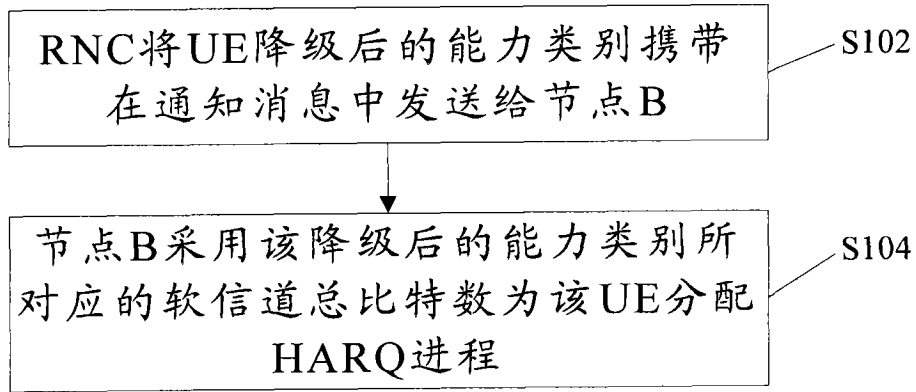 RNC将UE降级后的能力类别携带
在通知消息中发送给节点B
S102
节点B采用该降级后的能力类别所
对应的软信道总比特数为该UE分配
HARQ进程
S104